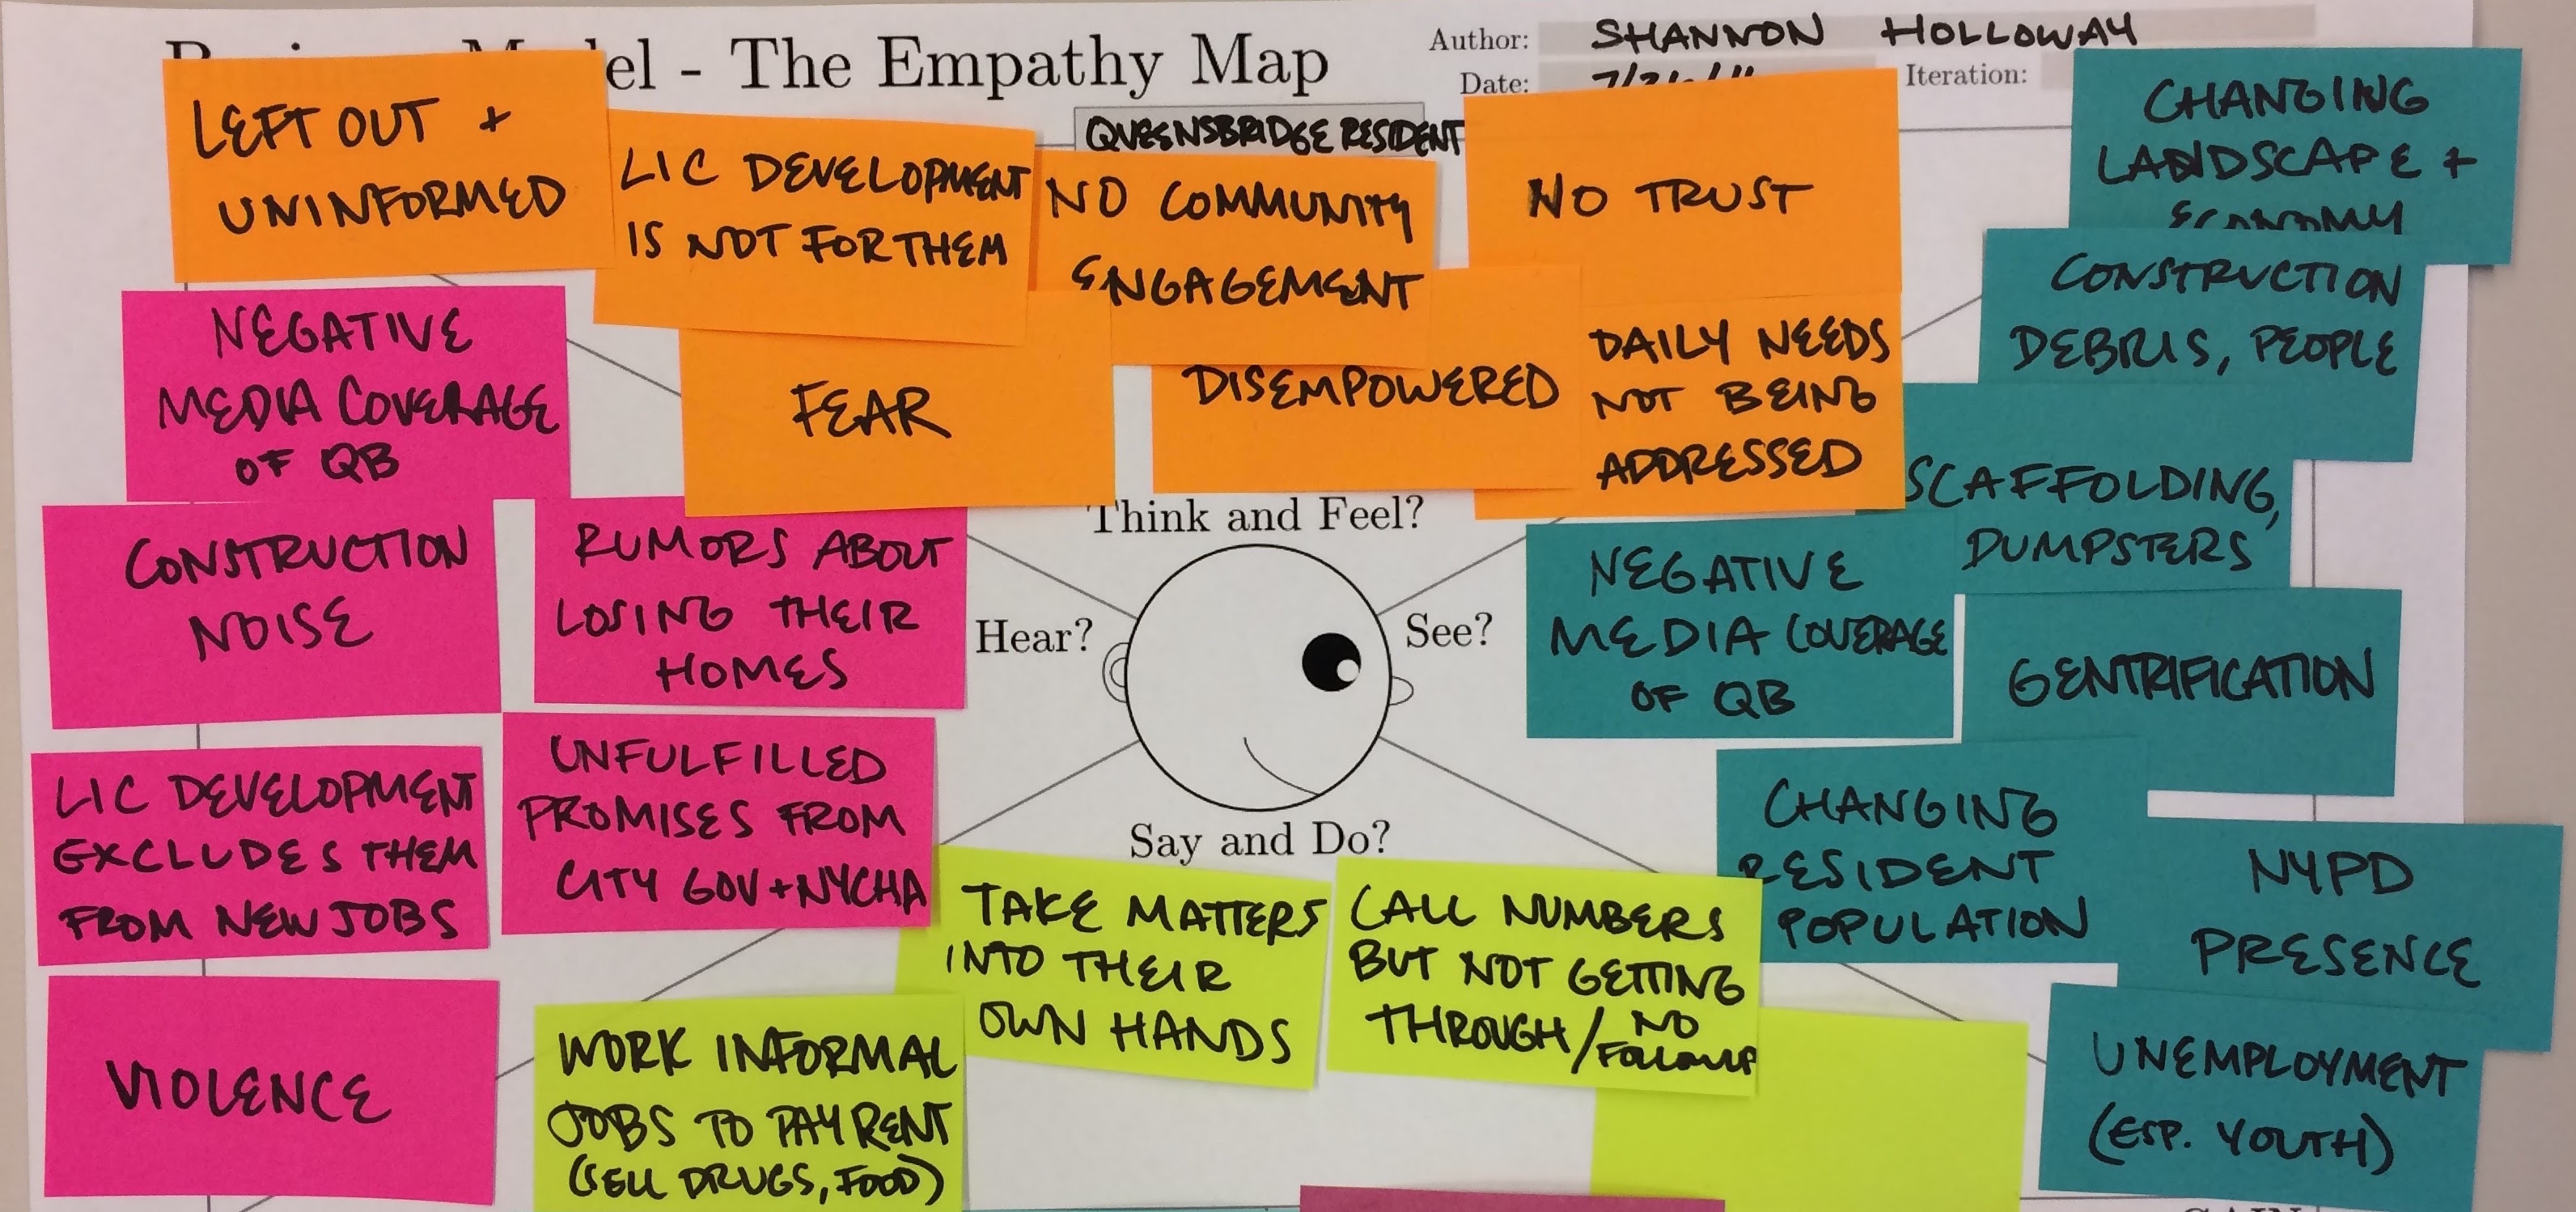 el - The Empathy Map
Author:
SHANNON HOLLOWAY
Date:
Iteration:
QUEENSBRIDGE RESIDENT
LEFT OUT +
UNINFORMED
LIC DEVELOPMENT
IS NOT FOR THEM
NO COMMUNITY
ENGAGEMENT
NO TRUST
FEAR
DISEMPOWERED
DAILY NEEDS
NOT BEING
ADDRESSED
Think and Feel?
CHANGING
LANDSCAPE +
ECONOMY
CONSTRUCTION
DEBRIS, PEOPLE
SCAFFOLDING,
DUMPSTERS
See?
NEGATIVE
MEDIA COVERAGE
OF QB
GENTRIFICATION
CHANGING
RESIDENT
POPULATION
NYPD
PRESENCE
UNEMPLOYMENT
(ESP. YOUTH)
NEGATIVE
MEDIA COVERAGE
OF QB
CONSTRUCTION
NOISE
RUMORS ABOUT
LOSING THEIR
HOMES
Hear?
LIC DEVELOPMENT
EXCLUDES THEM
FROM NEW JOBS
UNFULFILLED
PROMISES FROM
CITY GOV + NYCHA
VIOLENCE
Say and Do?
TAKE MATTERS
INTO THEIR
OWN HANDS
CALL NUMBERS
BUT NOT GETTING
THROUGH / NO
FOLLOWUP
WORK INFORMAL
JOBS TO PAY RENT
(SELL DRUGS, FOOD)